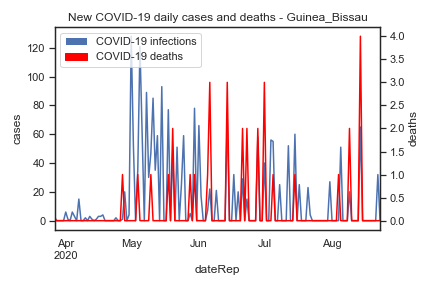 New COVID-19 daily cases and deaths - Guinea_Bissau
COVID-19 infections
COVID-19 deaths
120
100
80
60
40
20
0
cases
4.0
3.5
3.0
2.5
2.0
1.5
1.0
0.5
0.0
deaths
Apr May Jun Jul Aug
2020
dateRep